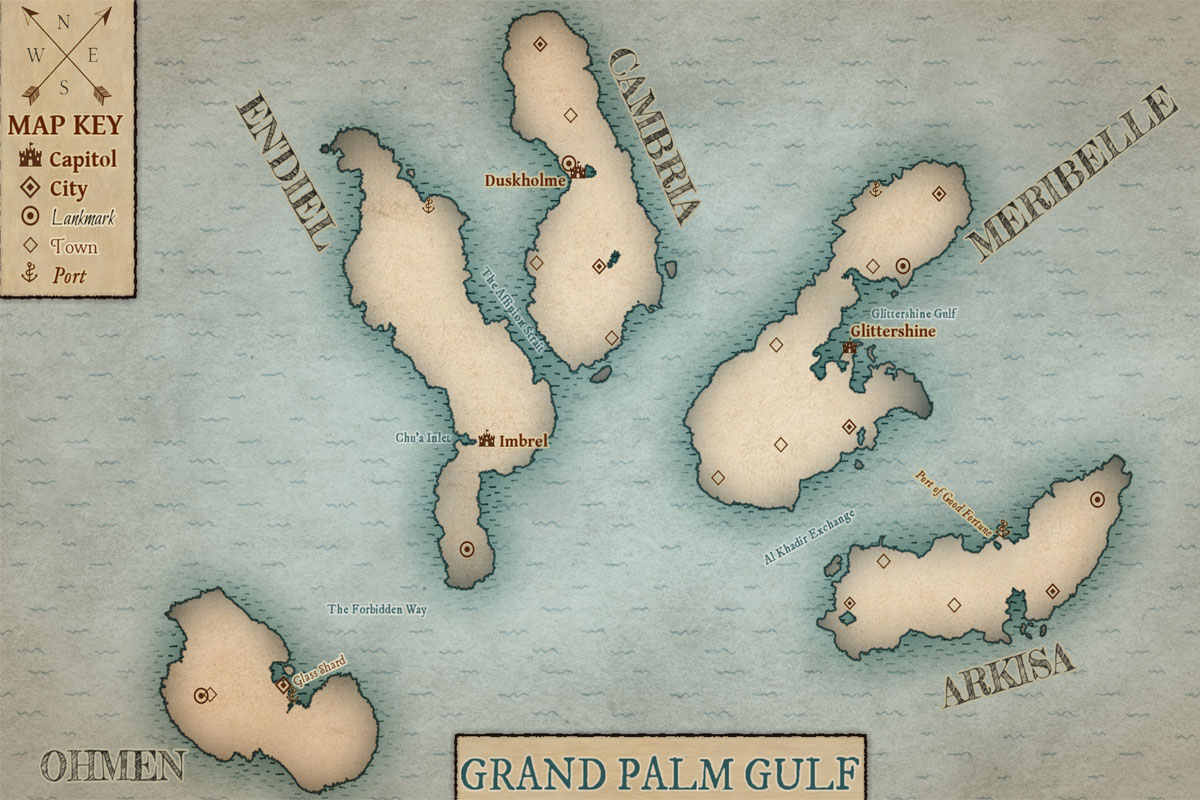 N
W E
S
MAP KEY
Capitol
City
Lankmark
Town
Port
ENDIEL
CAMBRIA
MERIBELLE
Duskholme
The Affinton Strait
Glittershine Gulf
Glittershine
Chu'a Inlet
Imbrel
Port of Good Fortune
Al Khadir Exchange
The Forbidden Way
Glass Shard
ARKISA
OHMEN
GRAND PALM GULF